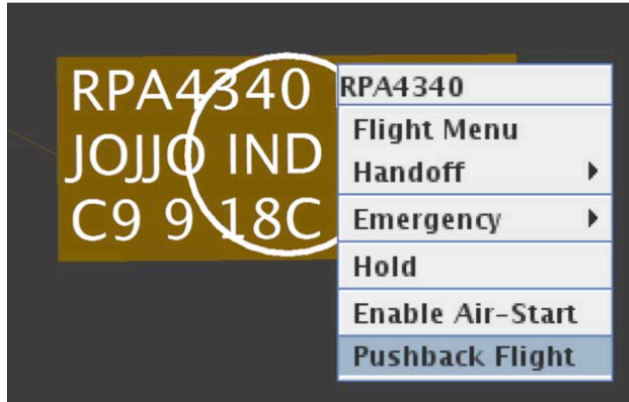 RPA4340
JOJJO IND
C9 9 18C
RPA4340
Flight Menu
Handoff
Emergency
Hold
Enable Air-Start
Pushback Flight